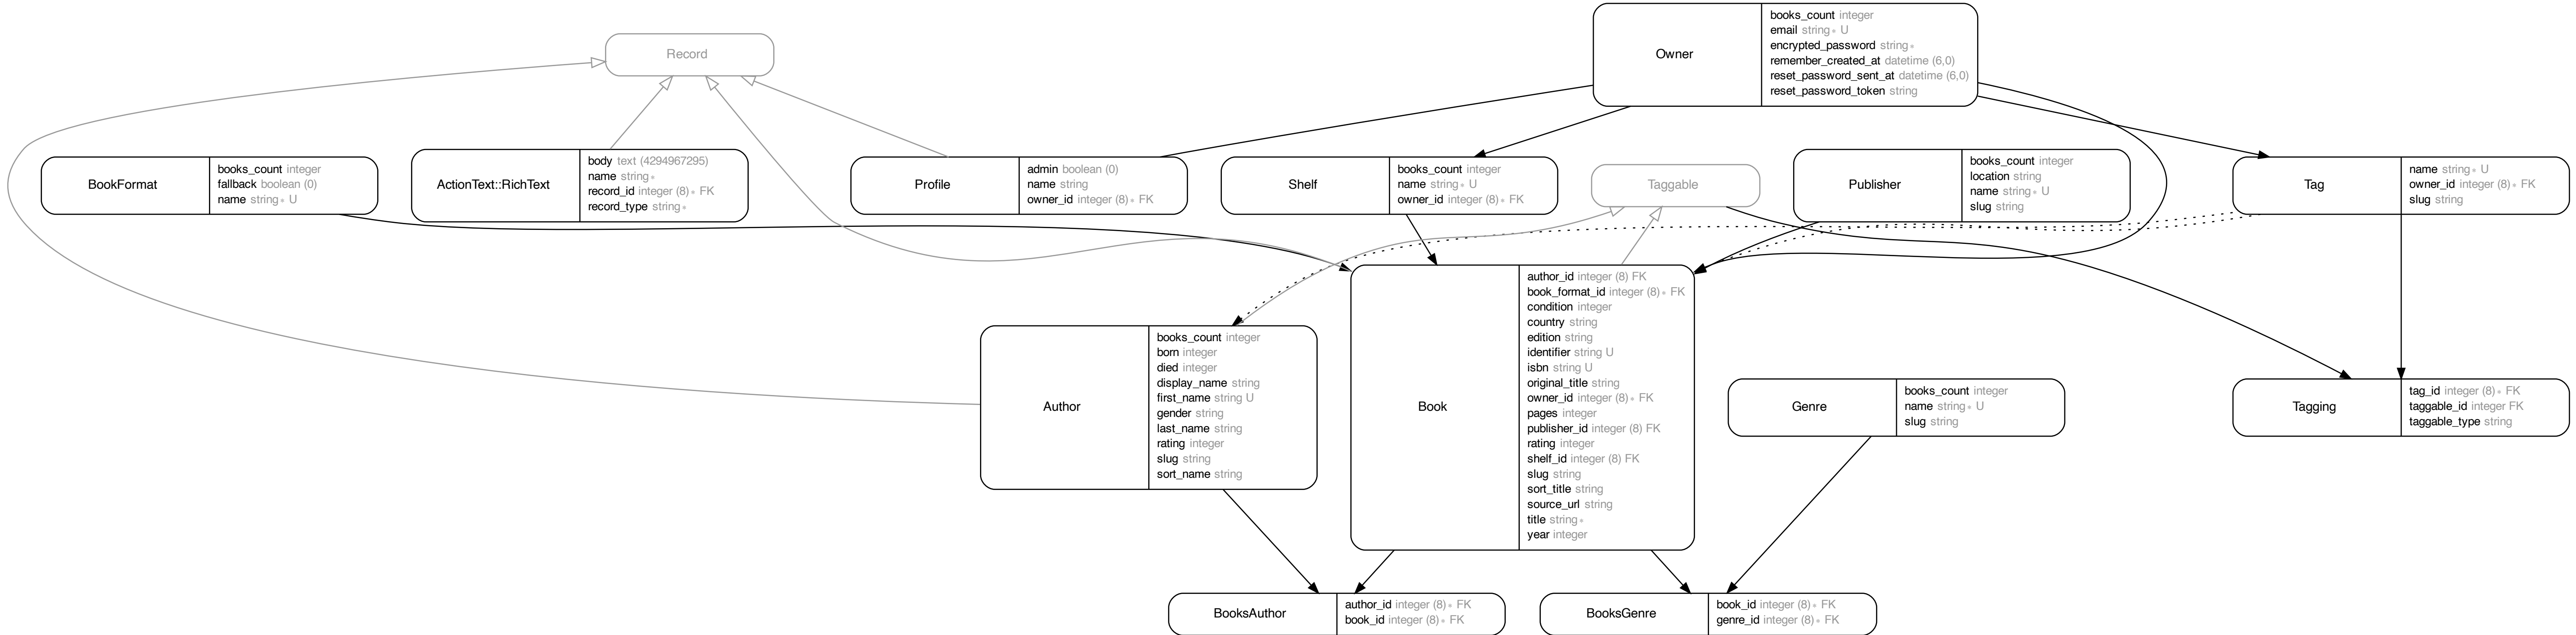 Record
Owner
books_count integer
email string∗ U
encrypted_password string∗
remember_created_at datetime (6,0)
reset_password_sent_at datetime (6,0)
reset_password_token string
BookFormat
books_count integer
fallback boolean (0)
name string∗ U
ActionText::RichText
body text (4294967295)
name string∗
record_id integer (8)∗ FK
record_type string∗
Profile
admin boolean (0)
name string
owner_id integer (8)∗ FK
Shelf
books_count integer
name string∗ U
owner_id integer (8)∗ FK
Taggable
Publisher
books_count integer
location string
name string∗ U
slug string
Tag
name string∗ U
owner_id integer (8)∗ FK
slug string
Author
books_count integer
born integer
died integer
display_name string
first_name string U
gender string
last_name string
rating integer
slug string
sort_name string
Book
author_id integer (8) FK
book_format_id integer (8)∗ FK
condition integer
country string
edition string
identifier string U
isbn string U
original_title string
owner_id integer (8)∗ FK
pages integer
publisher_id integer (8) FK
rating integer
shelf_id integer (8) FK
slug string
sort_title string
source_url string
title string∗
year integer
Genre
books_count integer
name string∗ U
slug string
Tagging
tag_id integer (8)∗ FK
taggable_id integer FK
taggable_type string
BooksAuthor
author_id integer (8)∗ FK
book_id integer (8)∗ FK
BooksGenre
book_id integer (8)∗ FK
genre_id integer (8)∗ FK